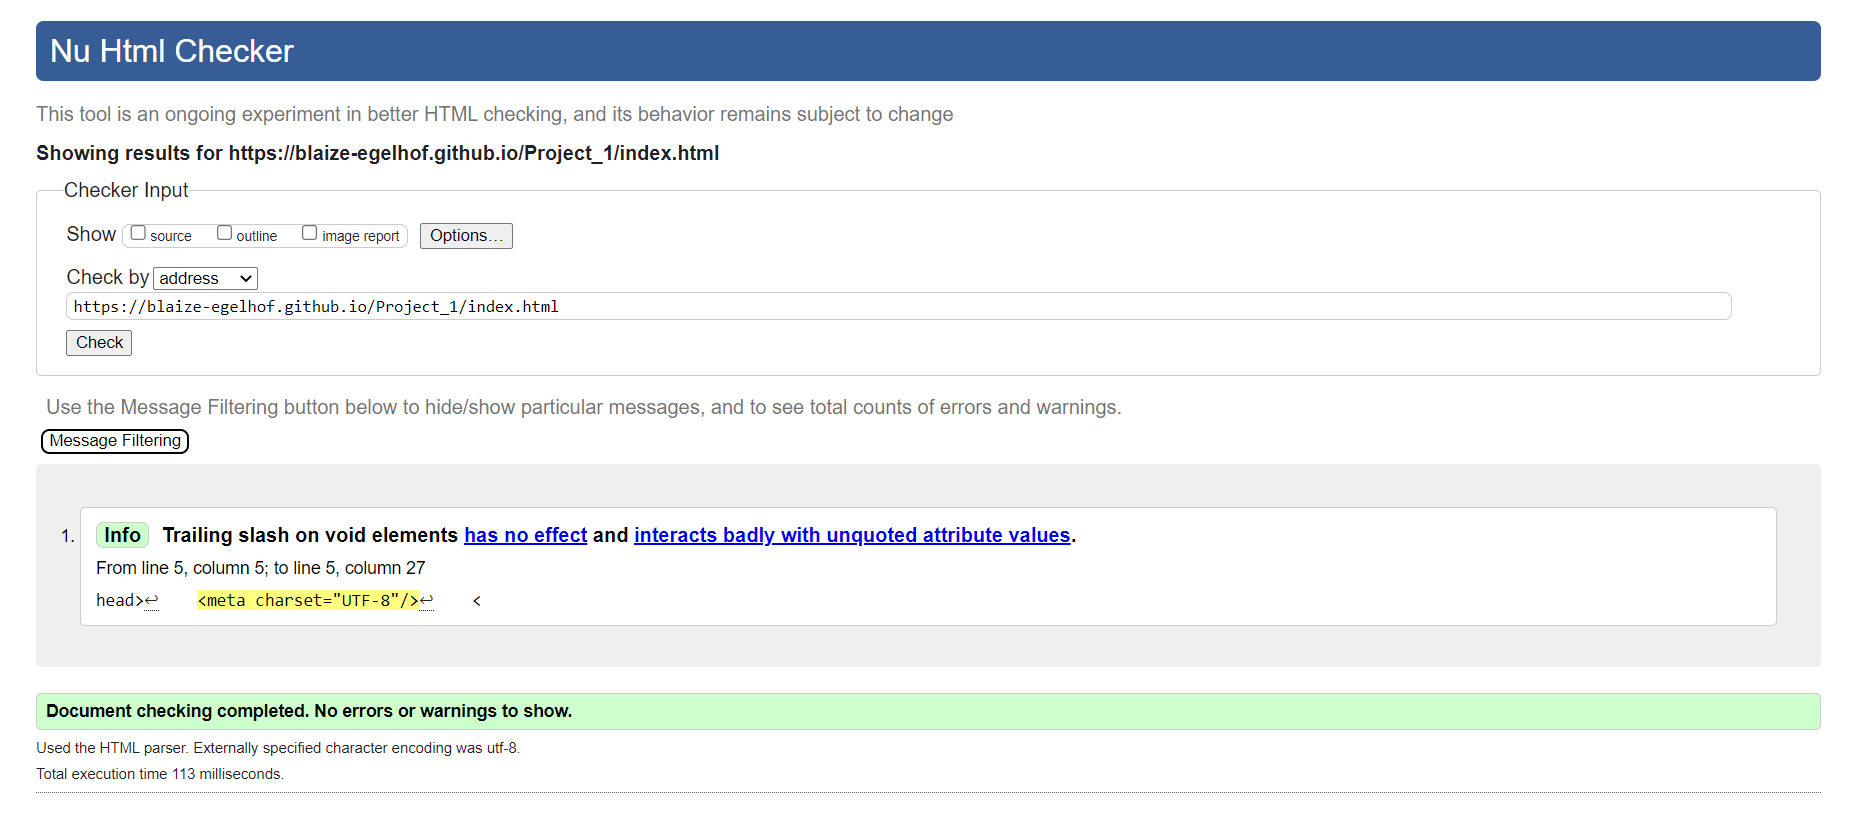 Nu Html Checker
This tool is an ongoing experiment in better HTML checking, and its behavior remains subject to change
Showing results for https://blaize-egelhof.github.io/Project_1/index.html
Checker Input
Show source outline image report Options…
Check by address
https://blaize-egelhof.github.io/Project_1/index.html
Check
Use the Message Filtering button below to hide/show particular messages, and to see total counts of errors and warnings.
Message Filtering
1. Info Trailing slash on void elements has no effect and interacts badly with unquoted attribute values.
From line 5, column 5; to line 5, column 27
head>↩ <meta charset="UTF-8"/>↩ <
Document checking completed. No errors or warnings to show.
Used the HTML parser. Externally specified character encoding was utf-8.
Total execution time 113 milliseconds.